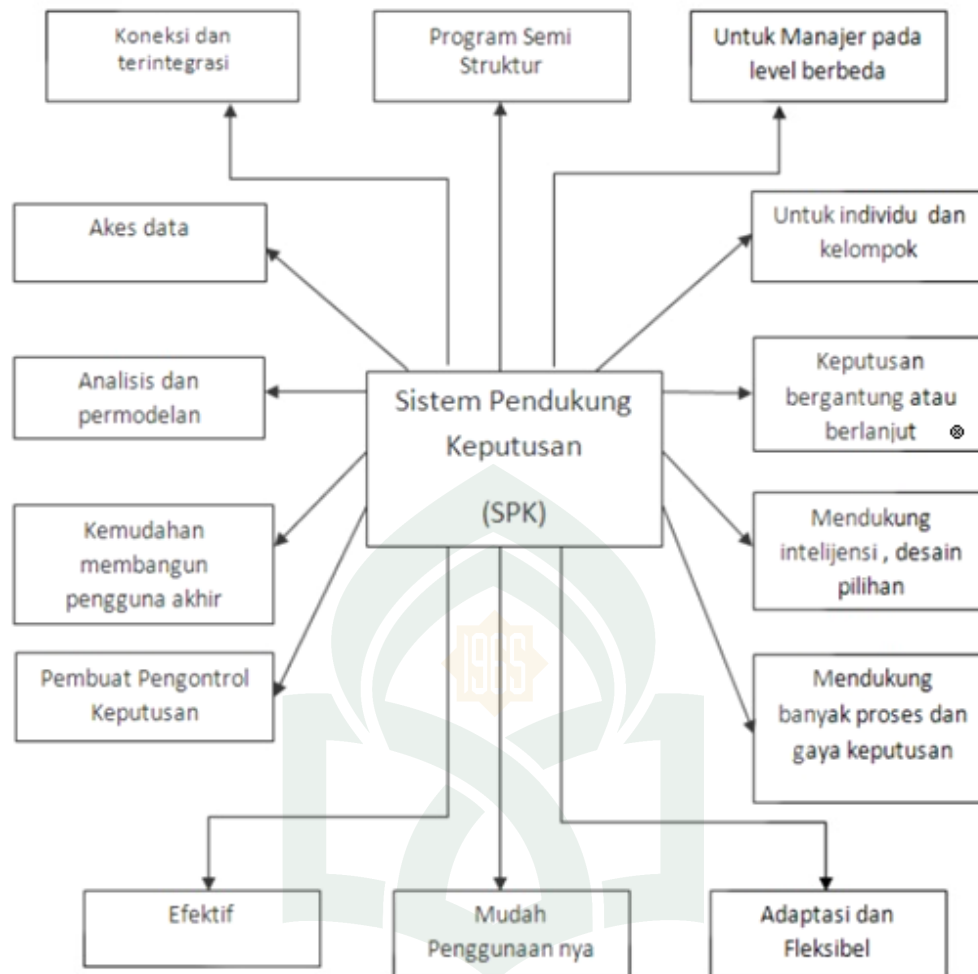 Koneksi dan
terintegrasi
Program Semi
Struktur
Untuk Manajer pada
level berbeda
Akes data
Untuk individu dan
kelompok
Analisis dan
permodelan
Sistem Pendukung
Keputusan
(SPK)
Keputusan
bergantung atau
berlanjut
Kemudahan
membangun
pengguna akhir
Mendukung
intelijensi , desain
pilihan
Pembuat Pengontrol
Keputusan
Mendukung
banyak proses dan
gaya keputusan
1965
Efektif
Mudah
Penggunaan nya
Adaptasi dan
Fleksibel